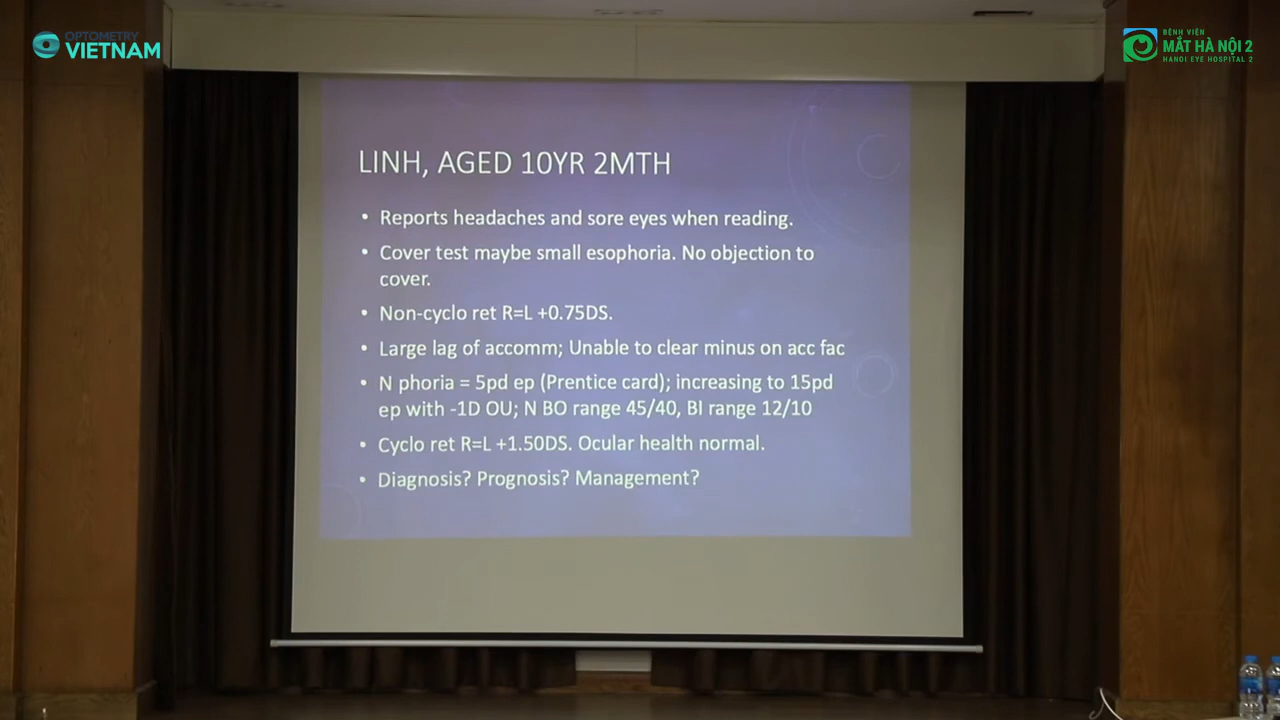 OPTOMETRY
VIETNAM
BỆNH VIỆN
MẮT HÀ NỘI 2
HANOI EYE HOSPITAL 2
LINH, AGED 10YR 2MTH
• Reports headaches and sore eyes when reading.
• Cover test maybe small esophoria. No objection to
cover.
• Non-cyclo ret R=L +0.75DS.
• Large lag of accomm; Unable to clear minus on acc fac
• N phoria = 5pd ep (Prentice card); increasing to 15pd
ep with -1D OU; N BO range 45/40, BI range 12/10
• Cyclo ret R=L +1.50DS. Ocular health normal.
• Diagnosis? Prognosis? Management?